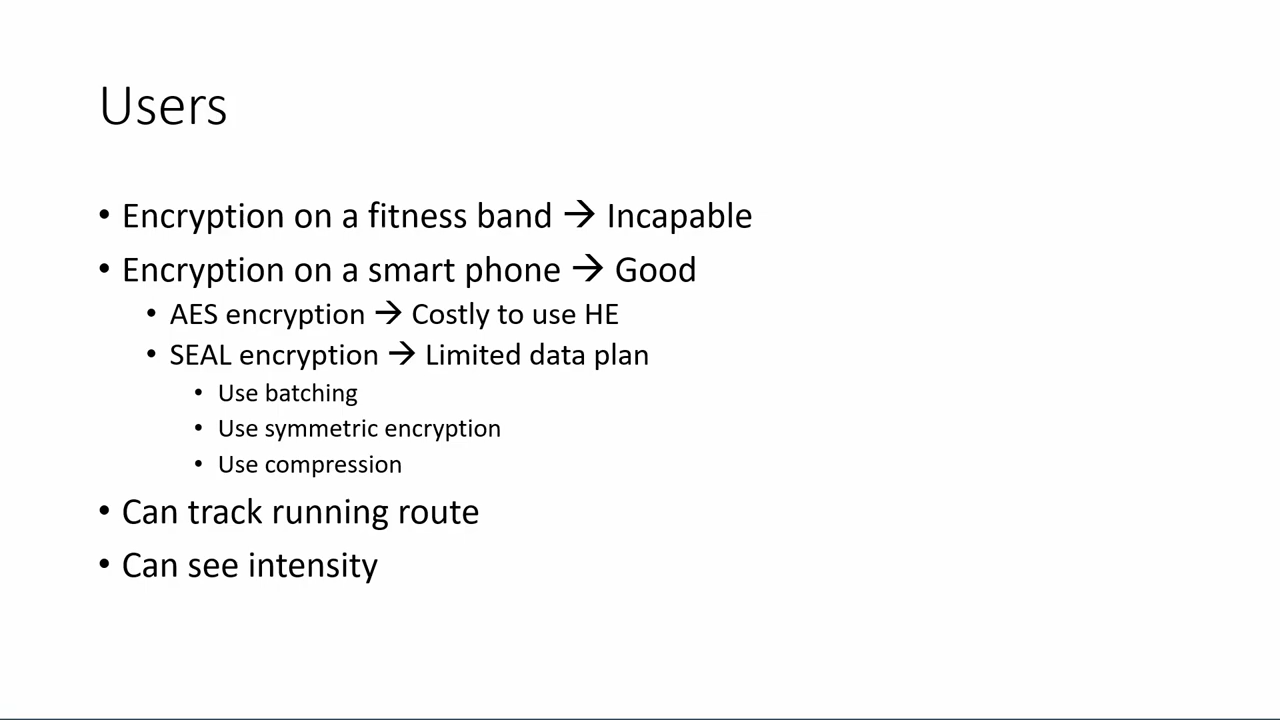 Users
• Encryption on a fitness band → Incapable
• Encryption on a smart phone → Good
• AES encryption → Costly to use HE
• SEAL encryption → Limited data plan
• Use batching
• Use symmetric encryption
• Use compression
• Can track running route
• Can see intensity